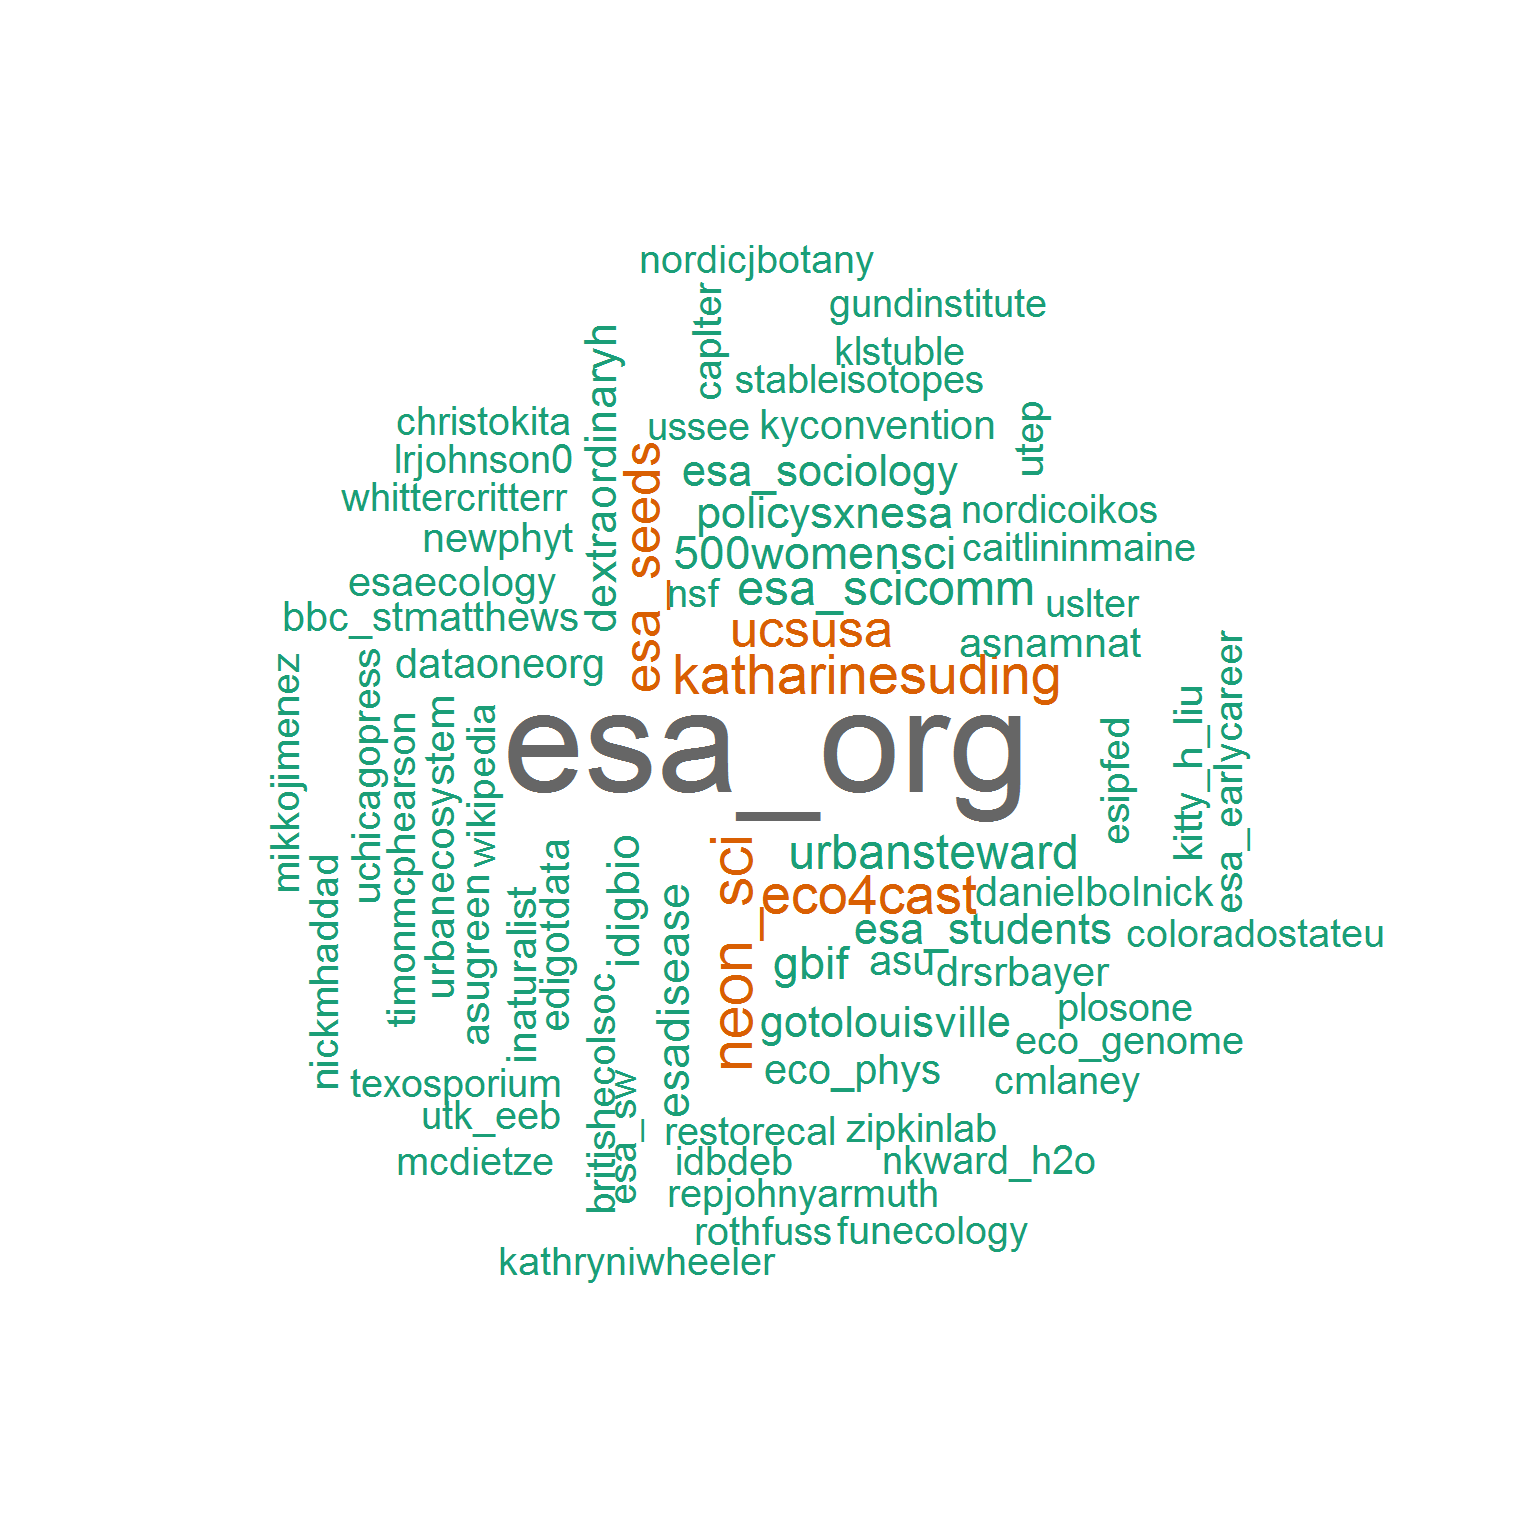 nordicjbotany
caplter
gundinstitute
klstuble
stableisotopes
dextraordinaryh
christokita
ussee
kyconvention
utep
lrjohnson0
esa_seeds
esa_sociology
whittercritterr
policysxnesa
nordicoikos
newphyt
500womensci
caitlininmaine
esaecology
nsf
esa_scicomm
uslter
bbc_stmatthews
ucsusa
asnamnat
dataoneorg
katharinesuding
mikkojimenez
uchicagopress
timonmcphearson
urbanecosystem
wikipedia
esa_org
esipfed
kitty_h_liu
esa_earlycareer
nickmhaddad
asugreen
inaturalist
edigotdata
idigbio
esadisease
neon_sci
urbansteward
eco4cast
danielbolnick
esa_students
coloradostateu
gbif
asu
drsrbayer
plosone
gotolouisville
eco_genome
britishecolsoc
esa_sw
eco_phys
cmlaney
texosporium
utk_eeb
restorecal
zipkinlab
mcdietze
idbdeb
nkward_h2o
repjohnyarmuth
rothfuss
funecology
kathryniwheeler